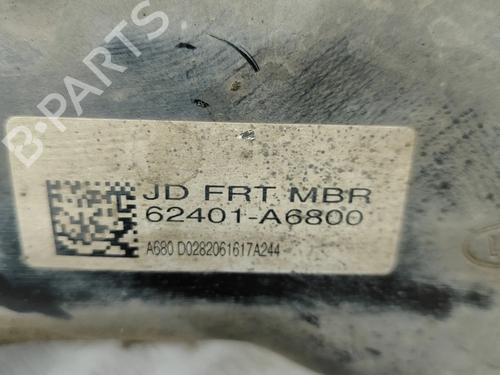 B-PARTS
JD FRT MBR
62401-A6800
A680 D0282061617A244